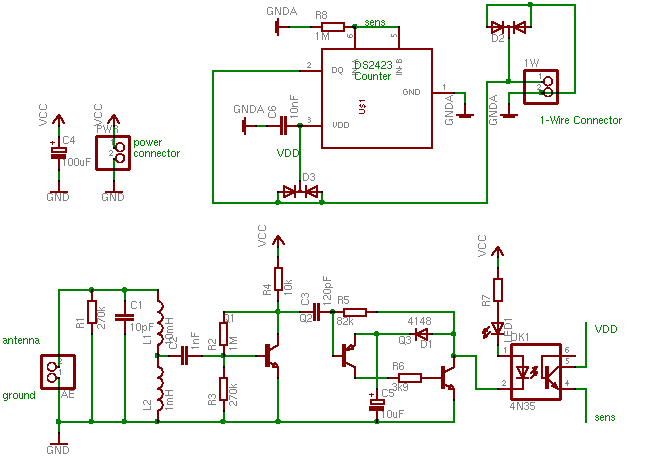 GNDA
R8
1M
sens
6
5
IN-A
IN-B
DS2423
Counter
2
DQ
U$1
GND
1
GNDA
GNDA
C6
10nF
3
VDD
VDD
D3
D2
1W
1
2
GNDA
1-Wire Connector
VCC
C4
+
100uF
GND
VCC
PWR
1
2
power
connector
GND
VCC
R4
10k
C3
120pF
Q2
R5
82k
4148
D1
Q3
R6
3k9
C5
+
10uF
Q1
R2
1M
R3
270k
C2
1nF
L1
10mH
L2
1mH
C1
10pF
R1
270k
antenna
2
1
AE
ground
GND
VCC
R7
LED1
OK1
1
2
4N35
6
5
4
VDD
sens